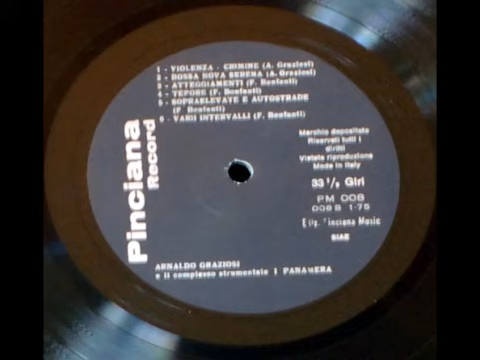 1 - VIOLENZA - CRIMINE (A. Graziosi)
2 - BOSSA NOVA SERENA (A. Graziosi)
3 - ATTEGGIAMENTI (F. Bonfanti)
4 - TEPORE (F. Bonfanti)
5 - SOPRAELEVATE E AUTOSTRADE
(F. Bonfanti)
6 - VARII INTERVALLI (F. Bonfanti)
Pinciana
Record
Marchio depositato
Riservati tutti i
diritti
Vietata riproduzione
Made in Italy
33 1/3 Giri
PM 008
008 B 1-75
Music
SIAE
ARNALDO GRAZIOSI
e il complesso strumentale I PANAMERA